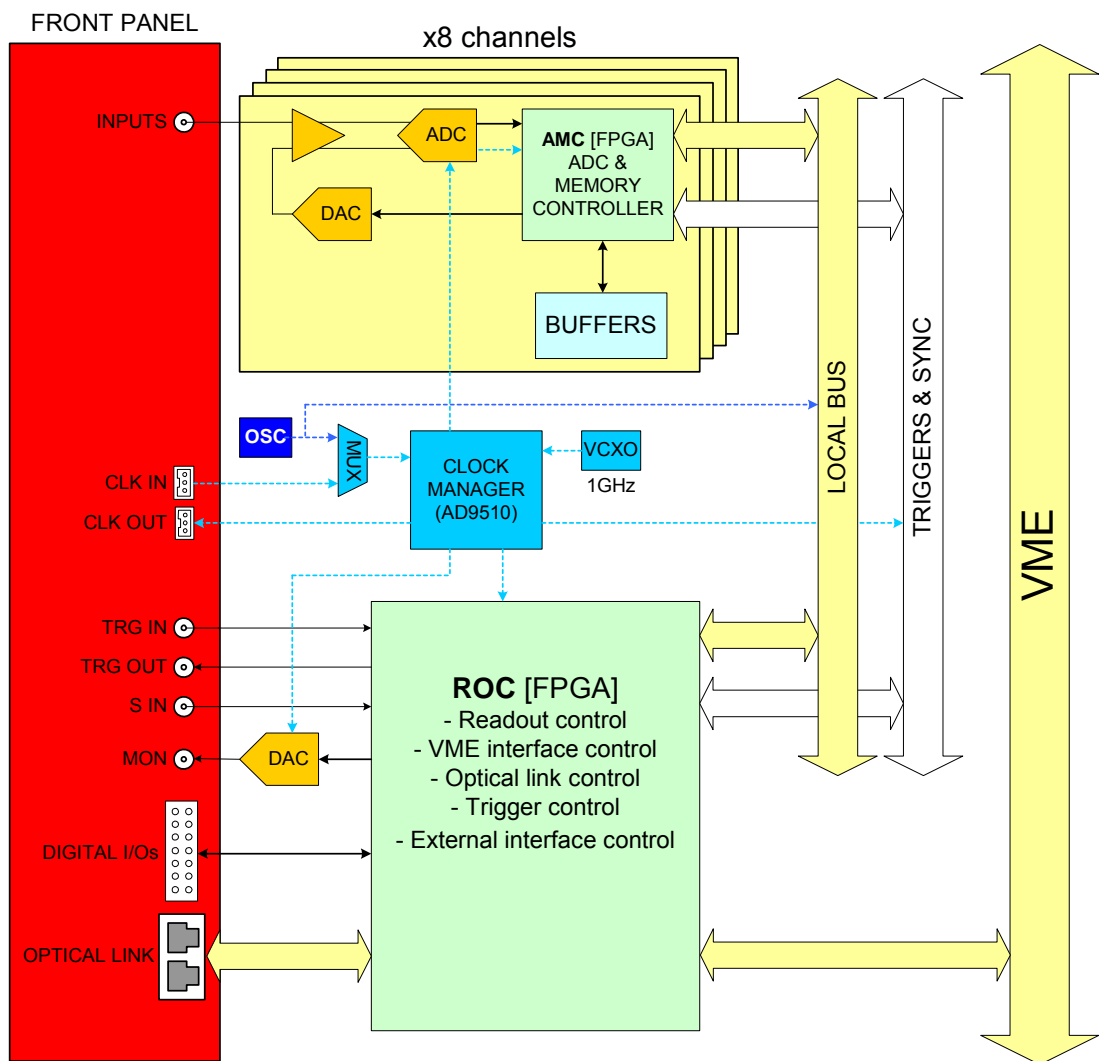 FRONT PANEL
x8 channels
INPUTS
ADC
AMC [FPGA]
ADC &
MEMORY
CONTROLLER
DAC
BUFFERS
LOCAL BUS
TRIGGERS & SYNC
VME
OSC
MUX
CLOCK
MANAGER
(AD9510)
VCXO
1GHz
CLK IN
CLK OUT
TRG IN
TRG OUT
S IN
MON
DAC
ROC [FPGA]
- Readout control
- VME interface control
- Optical link control
- Trigger control
- External interface control
DIGITAL I/Os
OPTICAL LINK